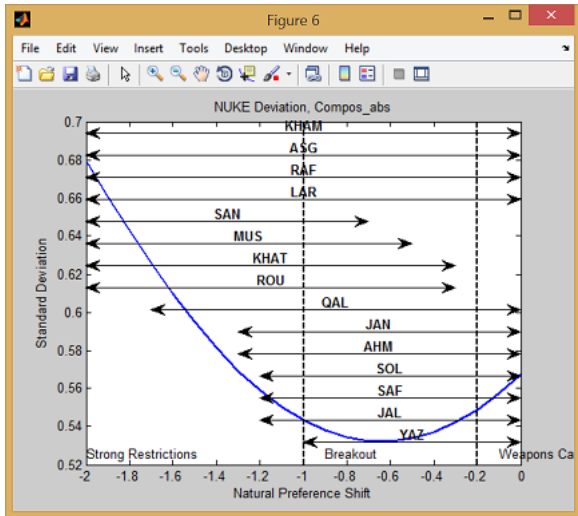 Figure 6
File Edit View Insert Tools Desktop Window Help
NUKE Deviation, Compos_abs
0.7
KHAM
ASG
0.68
RAF
LAR
0.66
SAN
0.64
MUS
KHAT
0.62
ROU
QAL
0.6
JAN
AHM
0.58
SOL
SAF
0.56
JAL
0.54
YAZ
Strong Restrictions Breakout Weapons Ca
0.52
-2 -1.8 -1.6 -1.4 -1.2 -1 -0.8 -0.6 -0.4 -0.2 0
Natural Preference Shift
Standard Deviation